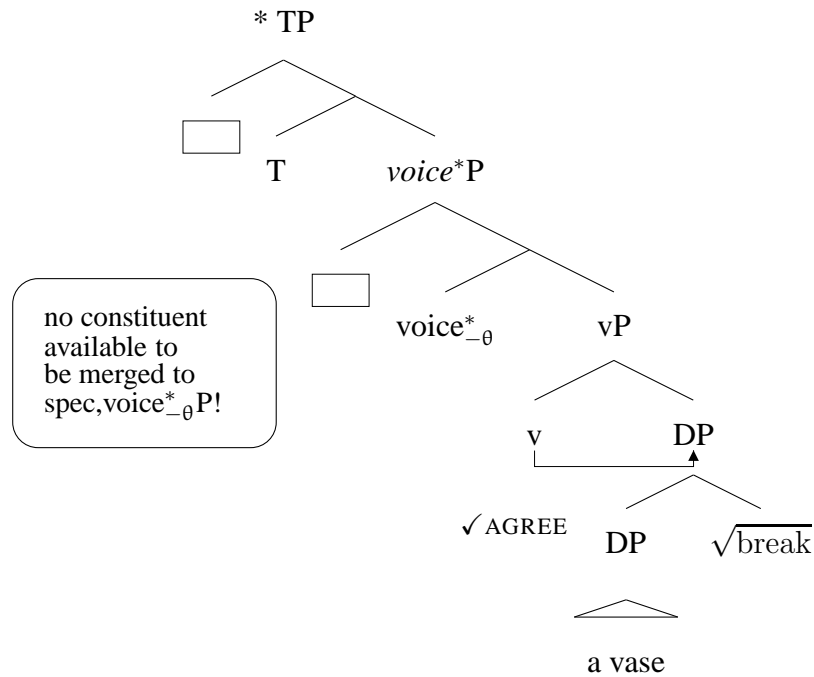 * TP
T voice*P
no constituent
available to
be merged to
spec,voice*₋θP!
voice*₋θ vP
v DP
✓AGREE DP √break
a vase